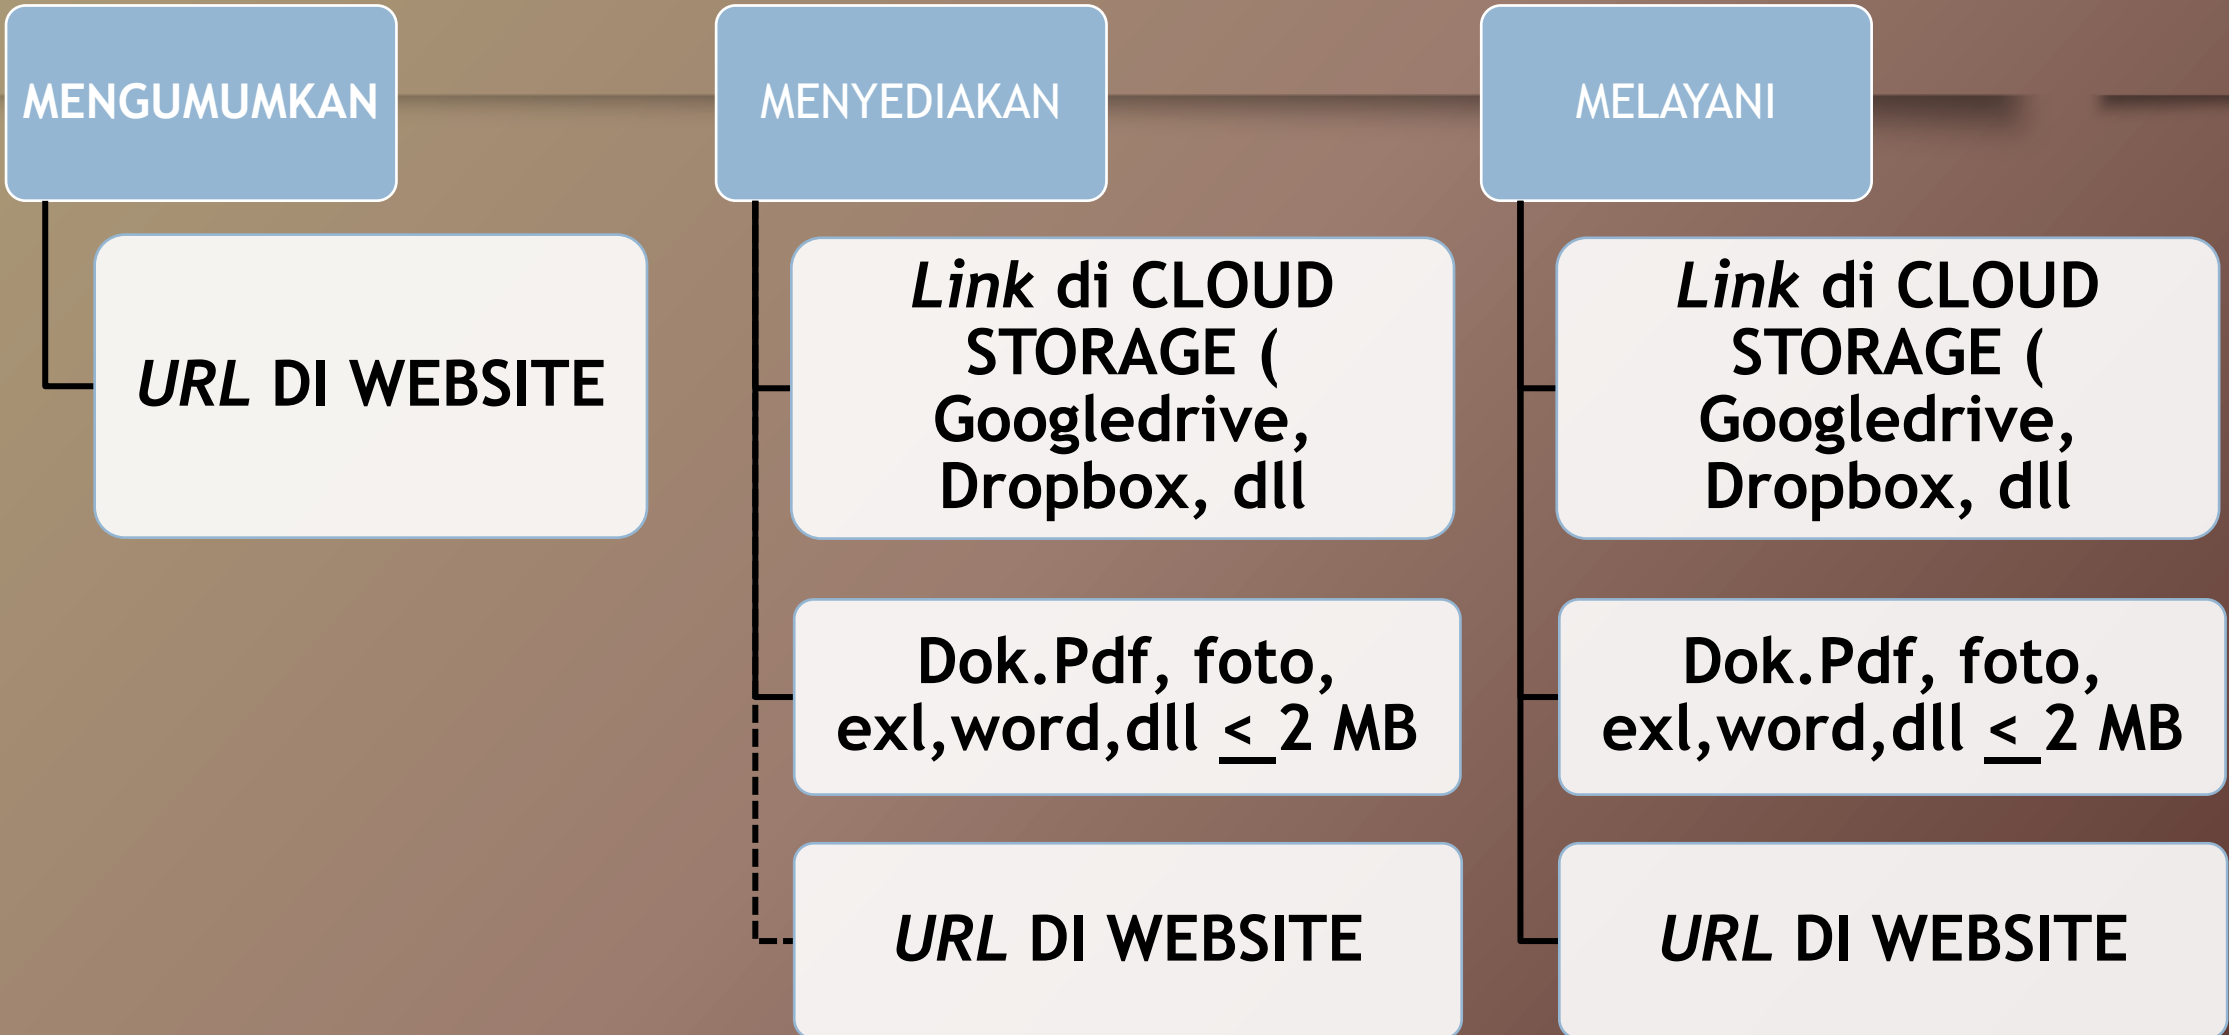 MENGUMUMKAN
URL DI WEBSITE
MENYEDIAKAN
Link di CLOUD
STORAGE (
Googledrive,
Dropbox, dll
Dok.Pdf, foto,
exl,word,dll < 2 MB
URL DI WEBSITE
MELAYANI
Link di CLOUD
STORAGE (
Googledrive,
Dropbox, dll
Dok.Pdf, foto,
exl,word,dll < 2 MB
URL DI WEBSITE